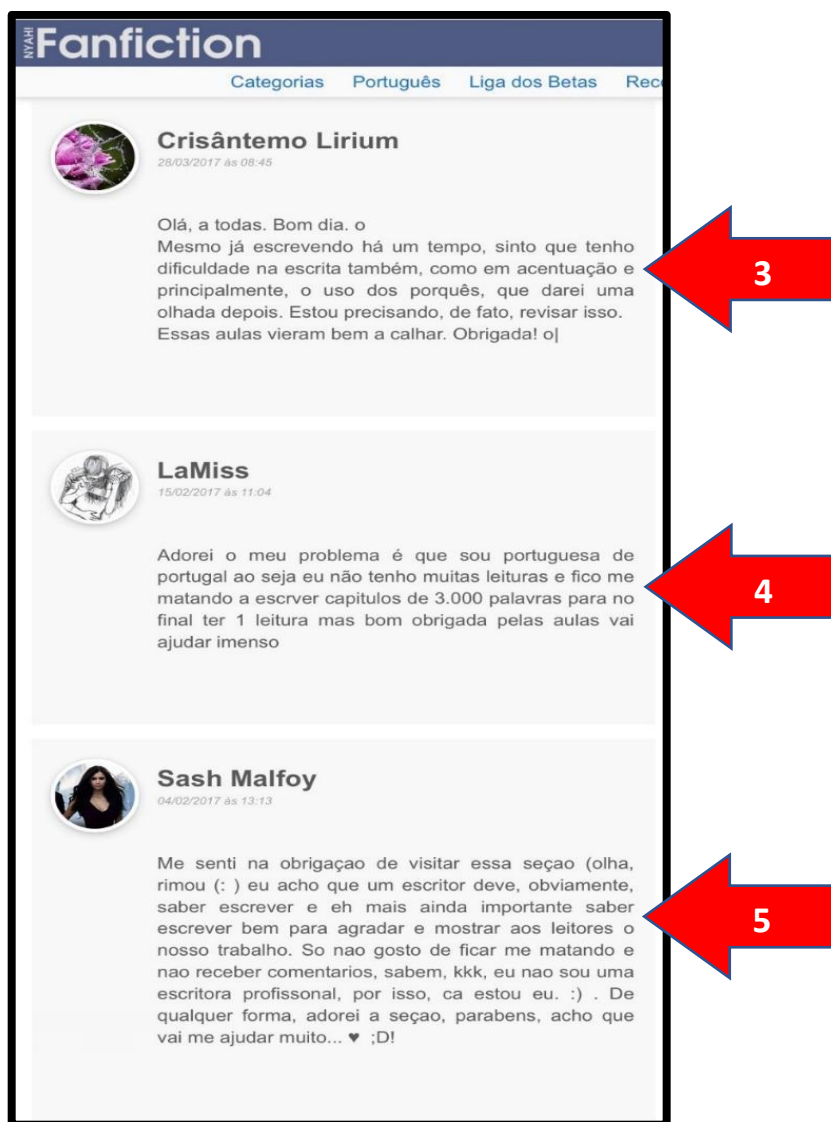 NYAH!
Fanfiction
Categorias Português Liga dos Betas Rec
Crisântemo Lirium
28/03/2017 às 08:45
Olá, a todas. Bom dia. o
Mesmo já escrevendo há um tempo, sinto que tenho
dificuldade na escrita também, como em acentuação e
principalmente, o uso dos porquês, que darei uma
olhada depois. Estou precisando, de fato, revisar isso.
Essas aulas vieram bem a calhar. Obrigada! o|
3
LaMiss
15/02/2017 às 11:04
Adorei o meu problema é que sou portuguesa de
portugal ao seja eu não tenho muitas leituras e fico me
matando a escrver capitulos de 3.000 palavras para no
final ter 1 leitura mas bom obrigada pelas aulas vai
ajudar imenso
4
Sash Malfoy
04/02/2017 às 13:13
Me senti na obrigaçao de visitar essa seçao (olha,
rimou (: ) eu acho que um escritor deve, obviamente,
saber escrever e eh mais ainda importante saber
escrever bem para agradar e mostrar aos leitores o
nosso trabalho. So nao gosto de ficar me matando e
nao receber comentarios, sabem, kkk, eu nao sou uma
escritora profissonal, por isso, ca estou eu. :) . De
qualquer forma, adorei a seçao, parabens, acho que
vai me ajudar muito... ♥ ;D!
5